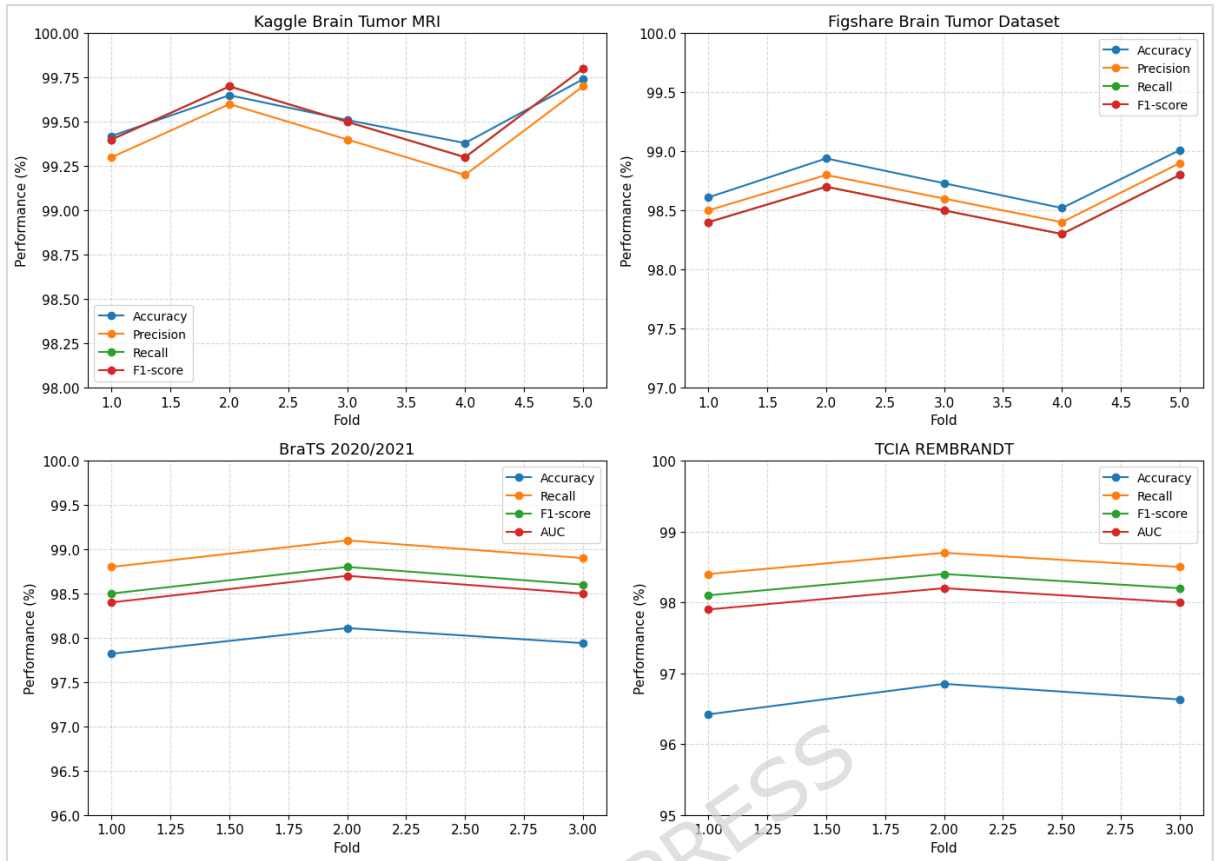 Kaggle Brain Tumor MRI
100.00
99.75
99.50
99.25
99.00
98.75
98.50
98.25
98.00
Performance (%)
Accuracy
Precision
Recall
F1-score
1.0 1.5 2.0 2.5 3.0 3.5 4.0 4.5 5.0
Fold
Figshare Brain Tumor Dataset
100.0
99.5
99.0
98.5
98.0
97.5
97.0
Performance (%)
Accuracy
Precision
Recall
F1-score
1.0 1.5 2.0 2.5 3.0 3.5 4.0 4.5 5.0
Fold
BraTS 2020/2021
100.0
99.5
99.0
98.5
98.0
97.5
97.0
96.5
96.0
Performance (%)
Accuracy
Recall
F1-score
AUC
1.00 1.25 1.50 1.75 2.00 2.25 2.50 2.75 3.00
Fold
TCIA REMBRANDT
100
99
98
97
96
95
Performance (%)
Accuracy
Recall
F1-score
AUC
1.00 1.25 1.50 1.75 2.00 2.25 2.50 2.75 3.00
Fold
PRESS